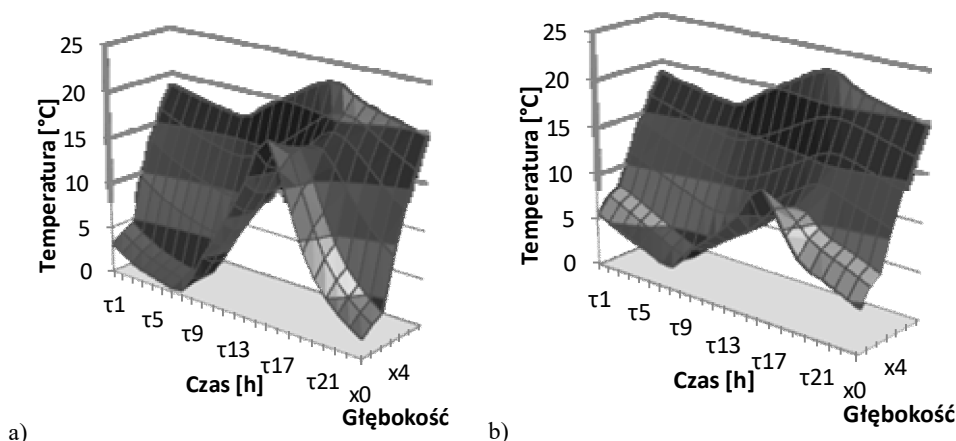 Temperatura [°C]
25
20
15
10
5
0
τ1
τ5
τ9
τ13
τ17
τ21
Czas [h]
x0
x4
Głębokość
a)
Temperatura [°C]
25
20
15
10
5
0
τ1
τ5
τ9
τ13
τ17
τ21
Czas [h]
x0
x4
Głębokość
b)